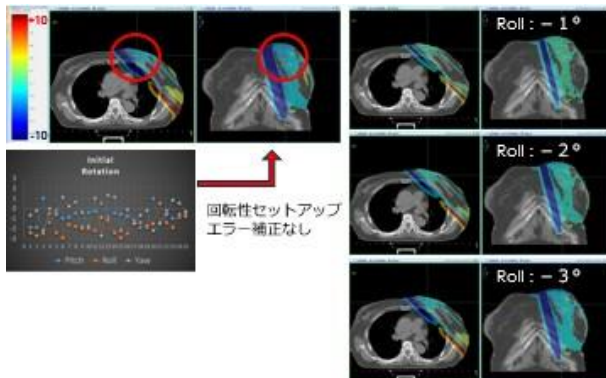 +10
-10
Roll : − 1°
Initial
Rotation
Roll : − 2°
回転性セットアップ
エラー補正なし
Pitch
Roll
Yaw
Roll : − 3°